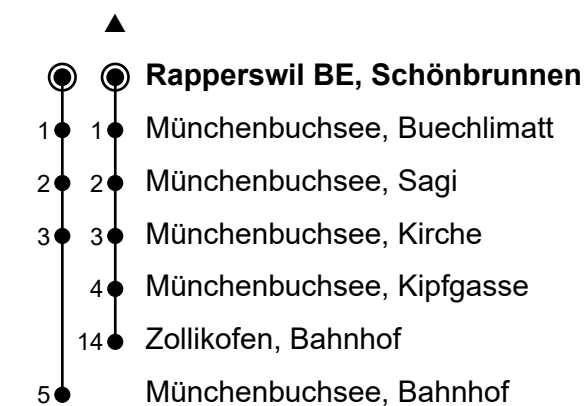 Rapperswil BE, Schönbrunnen
1 1 Münchenbuchsee, Buechlimatt
2 2 Münchenbuchsee, Sagi
3 3 Münchenbuchsee, Kirche
4 Münchenbuchsee, Kipfgasse
14 Zollikofen, Bahnhof
5 Münchenbuchsee, Bahnhof